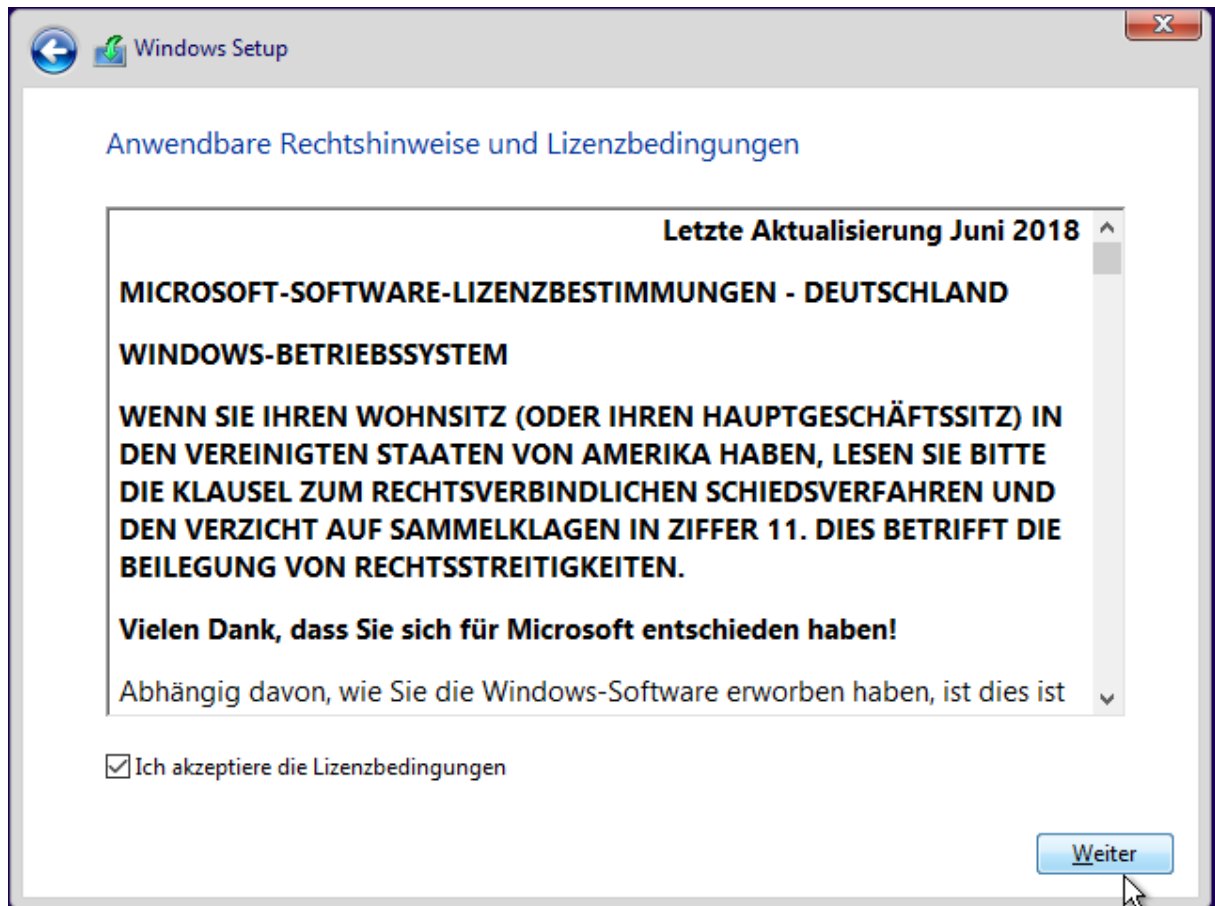 Windows Setup
Anwendbare Rechtshinweise und Lizenzbedingungen
Letzte Aktualisierung Juni 2018
MICROSOFT-SOFTWARE-LIZENZBESTIMMUNGEN - DEUTSCHLAND
WINDOWS-BETRIEBSSYSTEM
WENN SIE IHREN WOHNSITZ (ODER IHREN HAUPTGESCHÄFTSSITZ) IN
DEN VEREINIGTEN STAATEN VON AMERIKA HABEN, LESEN SIE BITTE
DIE KLAUSEL ZUM RECHTSVERBINDLICHEN SCHIEDSVERFAHREN UND
DEN VERZICHT AUF SAMMELKLAGEN IN ZIFFER 11. DIES BETRIFFT DIE
BEILEGUNG VON RECHTSSTREITIGKEITEN.
Vielen Dank, dass Sie sich für Microsoft entschieden haben!
Abhängig davon, wie Sie die Windows-Software erworben haben, ist dies ist
Ich akzeptiere die Lizenzbedingungen
Weiter